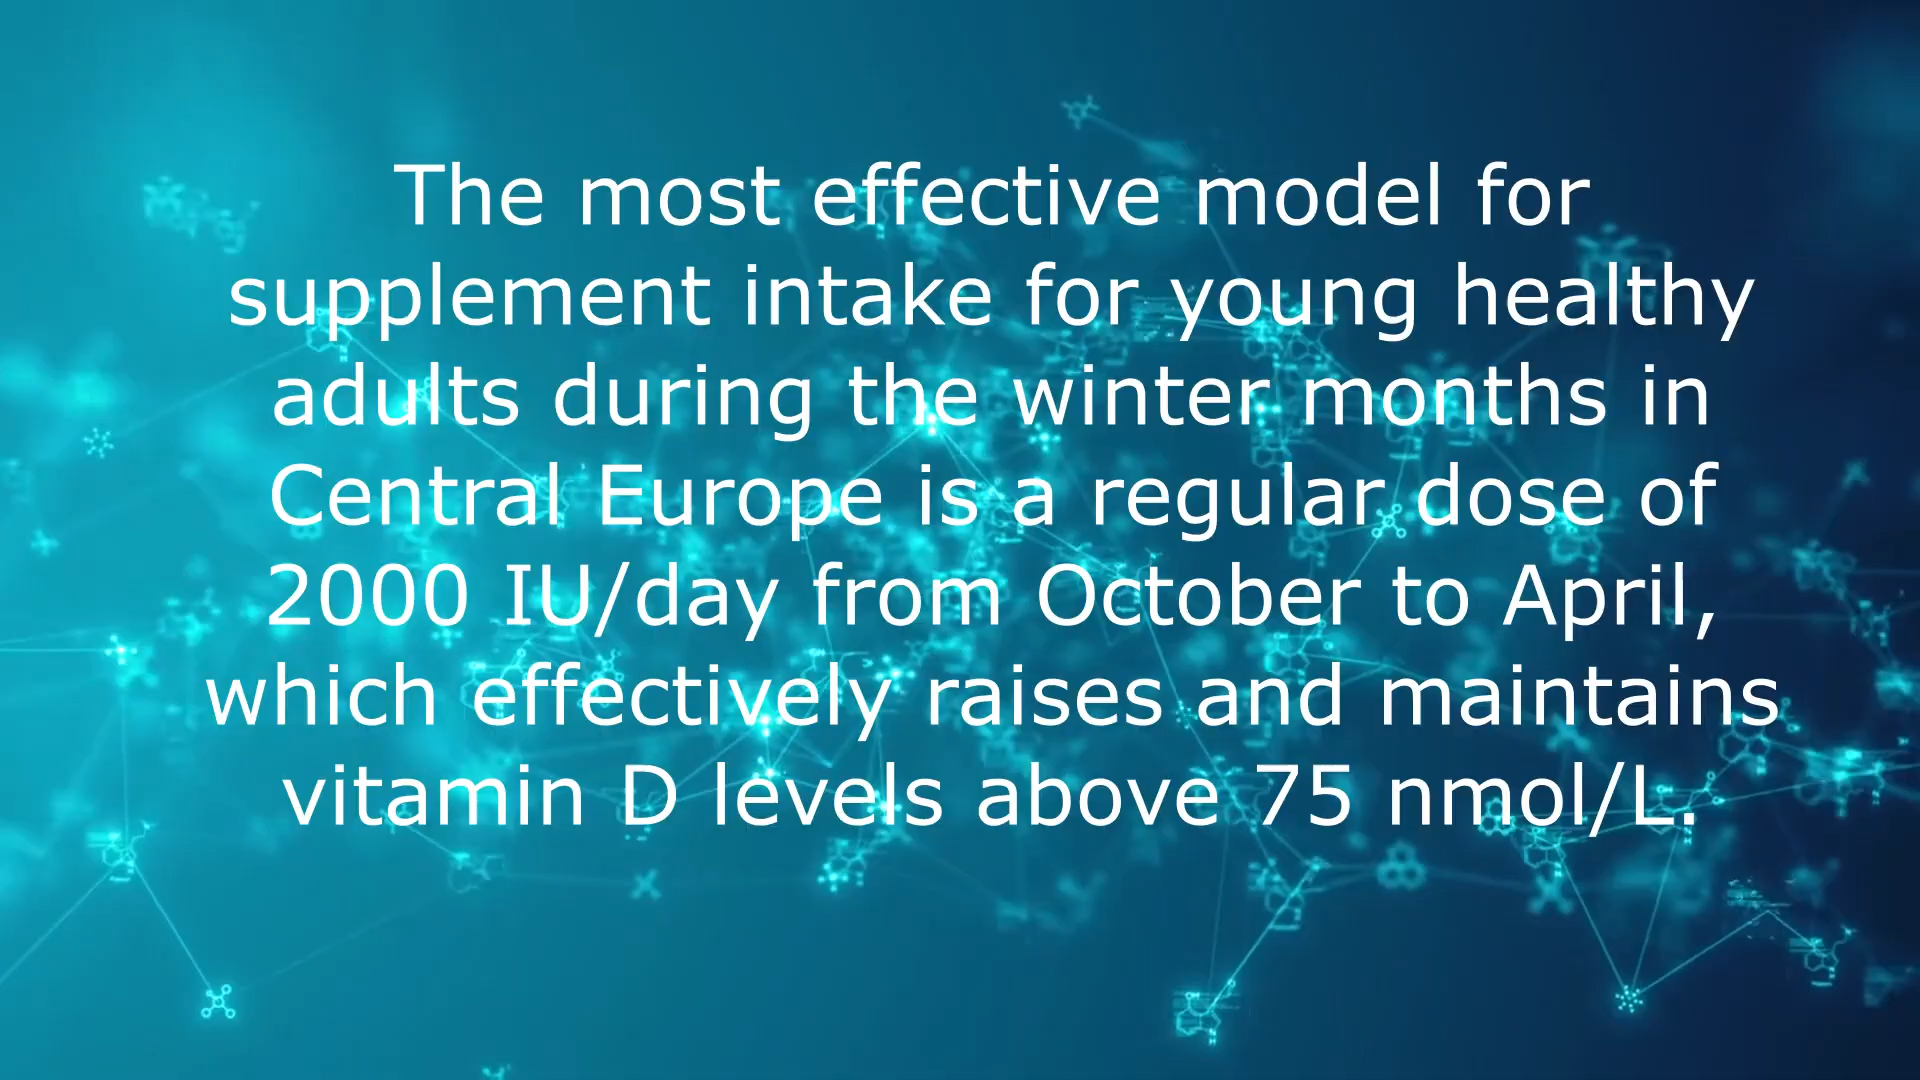 The most effective model for
supplement intake for young healthy
adults during the winter months in
Central Europe is a regular dose of
2000 IU/day from October to April,
which effectively raises and maintains
vitamin D levels above 75 nmol/L.